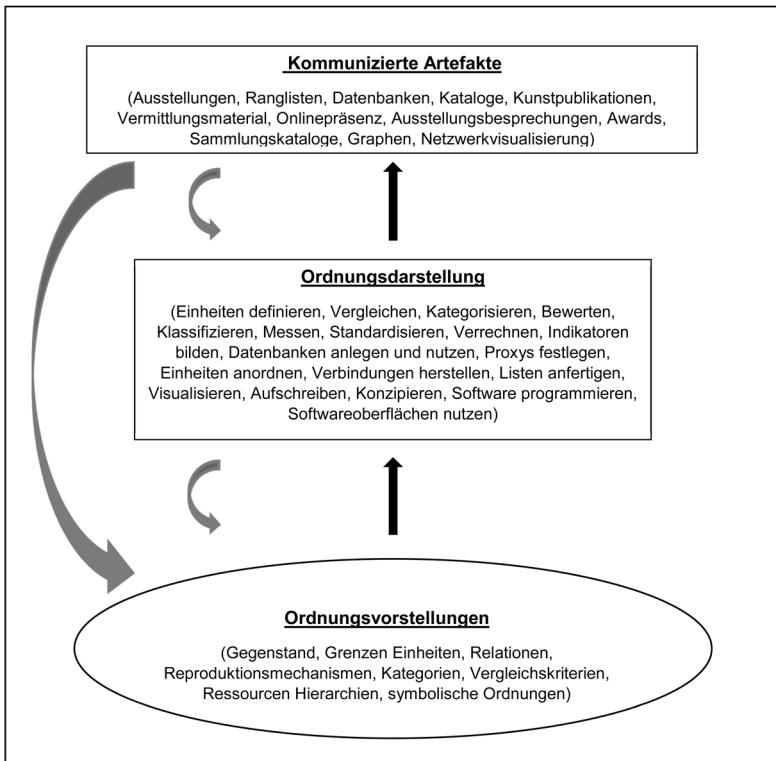 Kommunizierte Artefakte
(Ausstellungen, Ranglisten, Datenbanken, Kataloge, Kunstpublikationen,
Vermittlungsmaterial, Onlinepräsenz, Ausstellungsbesprechungen, Awards,
Sammlungskataloge, Graphen, Netzwerkvisualisierung)
Ordnungsdarstellung
(Einheiten definieren, Vergleichen, Kategorisieren, Bewerten,
Klassifizieren, Messen, Standardisieren, Verrechnen, Indikatoren
bilden, Datenbanken anlegen und nutzen, Proxys festlegen,
Einheiten anordnen, Verbindungen herstellen, Listen anfertigen,
Visualisieren, Aufschreiben, Konzipieren, Software programmieren,
Softwareoberflächen nutzen)
Ordnungsvorstellungen
(Gegenstand, Grenzen Einheiten, Relationen,
Reproduktionsmechanismen, Kategorien, Vergleichskriterien,
Ressourcen Hierarchien, symbolische Ordnungen)